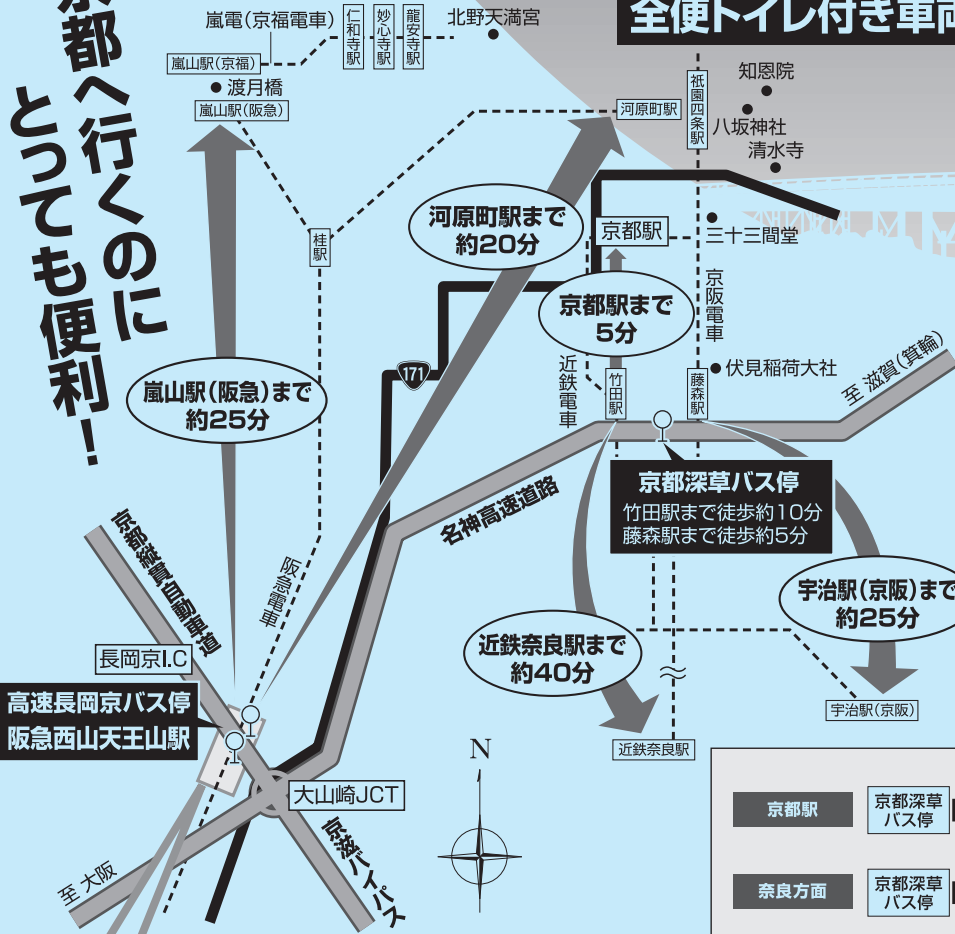 京都へ行くのに
とっても便利!
全便トイレ付き車両
嵐電(京福電車)
仁和寺駅
妙心寺駅
龍安寺駅
北野天満宮
嵐山駅(京福)
渡月橋
嵐山駅(阪急)
河原町駅
祇園四条駅
知恩院
八坂神社
清水寺
桂駅
河原町駅まで
約20分
京都駅
三十三間堂
京都駅まで
5分
京阪電車
近鉄電車
竹田駅
藤森駅
伏見稲荷大社
至 滋賀(箕輪)
171
嵐山駅(阪急)まで
約25分
京都深草バス停
竹田駅まで徒歩約10分
藤森駅まで徒歩約5分
名神高速道路
京都縦貫自動車道
阪急電車
宇治駅(京阪)まで
約25分
近鉄奈良駅まで
約40分
長岡京I.C
高速長岡京バス停
阪急西山天王山駅
宇治駅(京阪)
近鉄奈良駅
N
大山崎JCT
京滋バイパス
至 大阪
京都駅
京都深草
バス停
奈良方面
京都深草
バス停